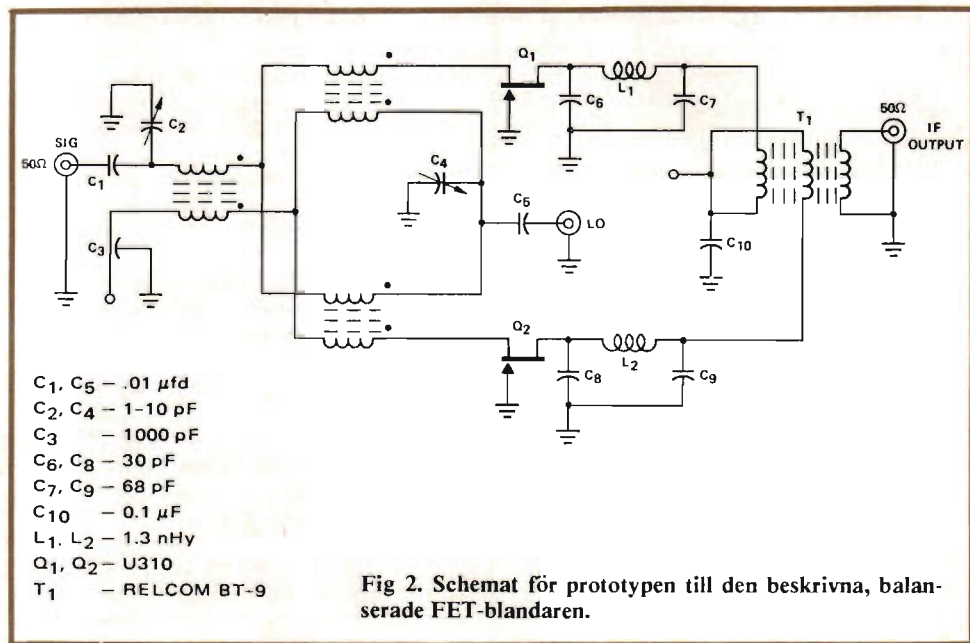 50Ω
SIG
C1
C2
C3
C4
C5
LO
Q1
C6
L1
C7
T1
50Ω
IF
OUTPUT
C10
Q2
C8
L2
C9
C1, C5 – .01 μfd
C2, C4 – 1-10 pF
C3 – 1000 pF
C6, C8 – 30 pF
C7, C9 – 68 pF
C10 – 0.1 μF
L1, L2 – 1.3 nHy
Q1, Q2 – U310
T1 – RELCOM BT-9
Fig 2. Schemat för prototypen till den beskrivna, balan-
serade FET-blandaren.